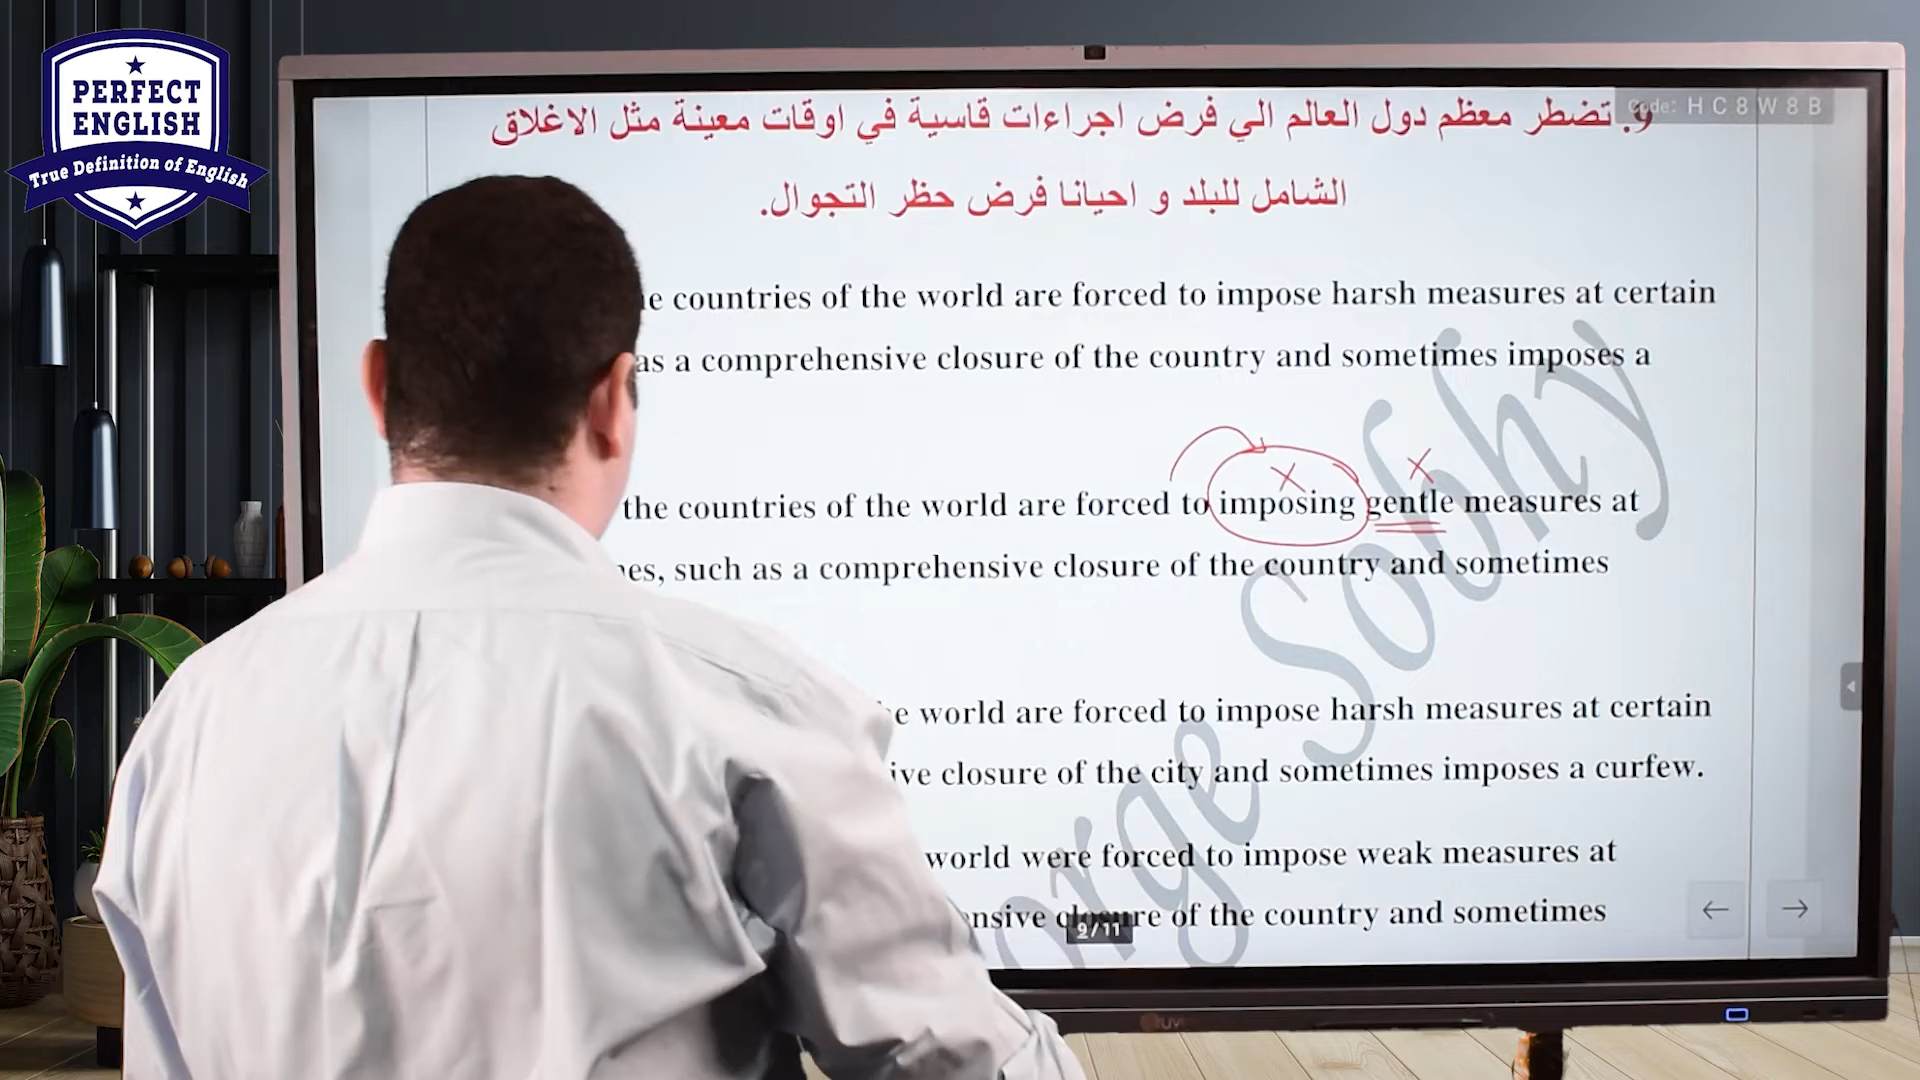 PERFECT
ENGLISH
True Definition of English
Code: H C 8 W 8 B
9. تضطر معظم دول العالم الي فرض اجراءات قاسية في اوقات معينة مثل الاغلاق
الشامل للبلد و احيانا فرض حظر التجوال.
countries of the world are forced to impose harsh measures at certain
as a comprehensive closure of the country and sometimes imposes a
the countries of the world are forced to imposing gentle measures at
such as a comprehensive closure of the country and sometimes
world are forced to impose harsh measures at certain
closure of the city and sometimes imposes a curfew.
world were forced to impose weak measures at
closure of the country and sometimes
9/11
Sobhy